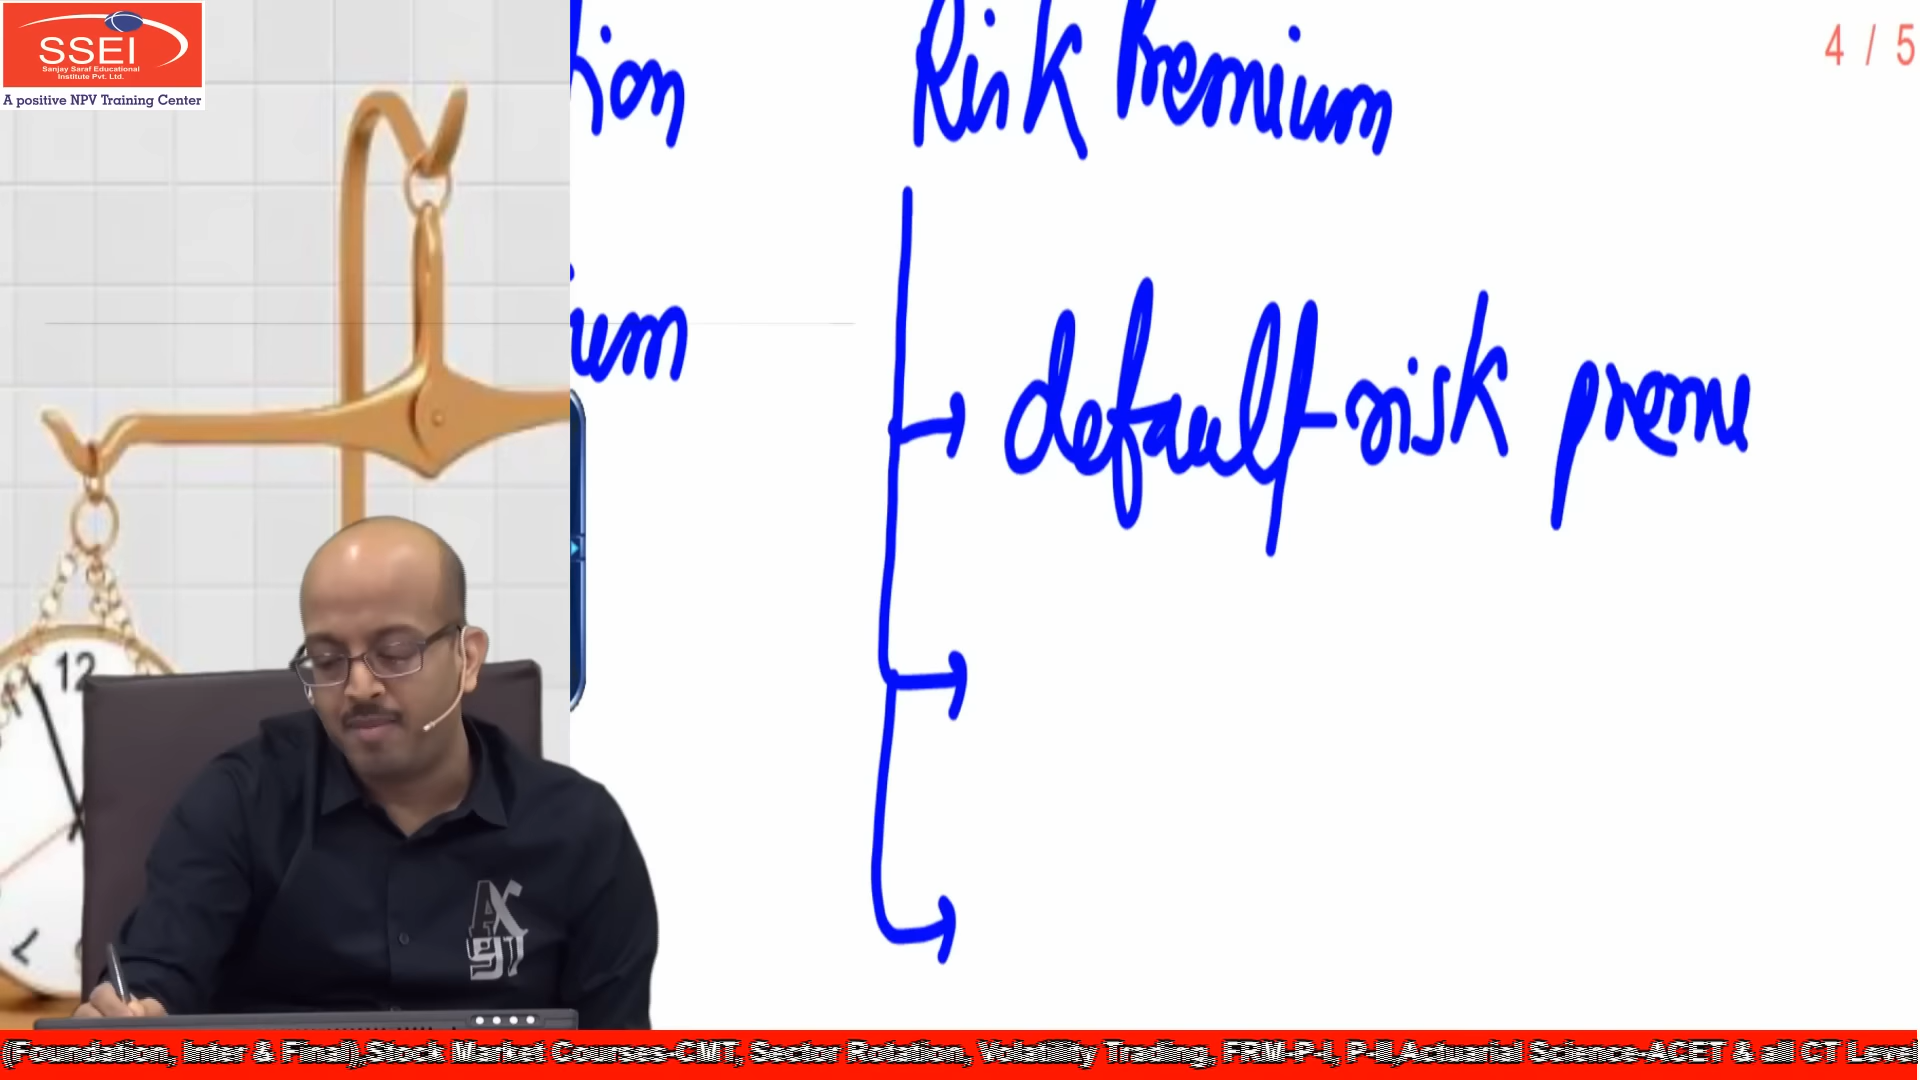 SSEI
Sanjay Saraf Educational
Institute Pvt. Ltd.
A positive NPV Training Center
4 / 5
Risk Premium
default-risk preme
12
(Foundation, Inter & Final),Stock Market Courses-CMT, Sector Rotation, Volatility Trading, FRM-P-I, P-II,Actuarial Science-ACET & all CT Level